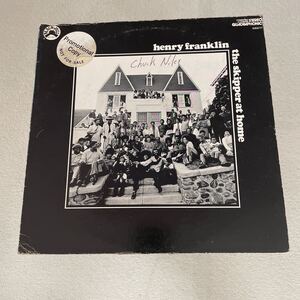 Promotional
Copy
NOT FOR SALE
henry franklin
STEREO
QUADRAPHONIC
the skipper at home
Chuck Niles